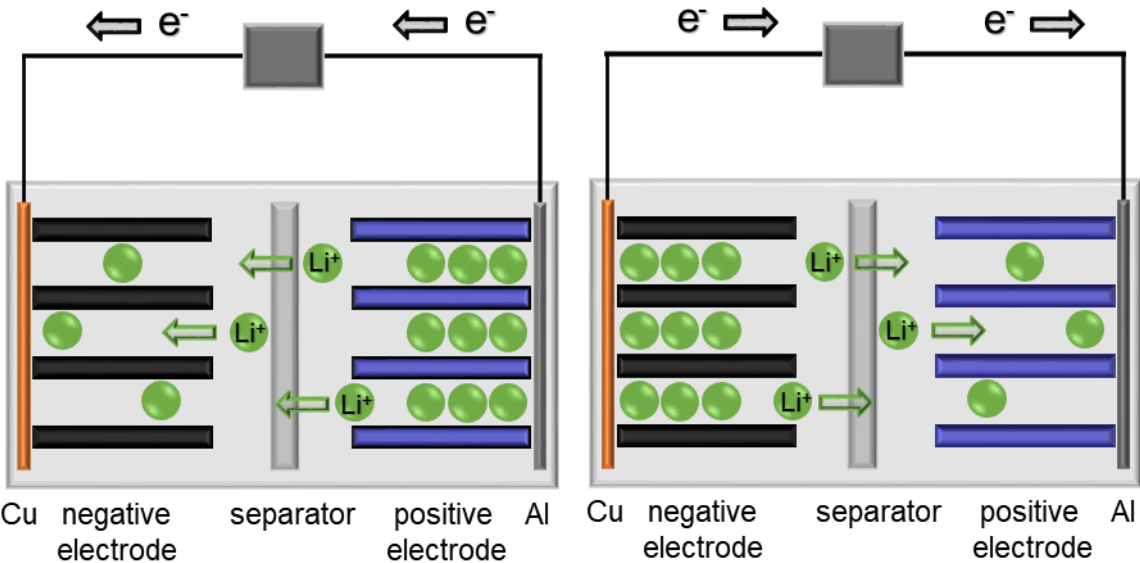 e⁻ e⁻ e⁻ e⁻
Li⁺ Li⁺
Li⁺ Li⁺
Li⁺ Li⁺
Cu negative separator positive Al Cu negative separator positive Al
electrode electrode electrode electrode